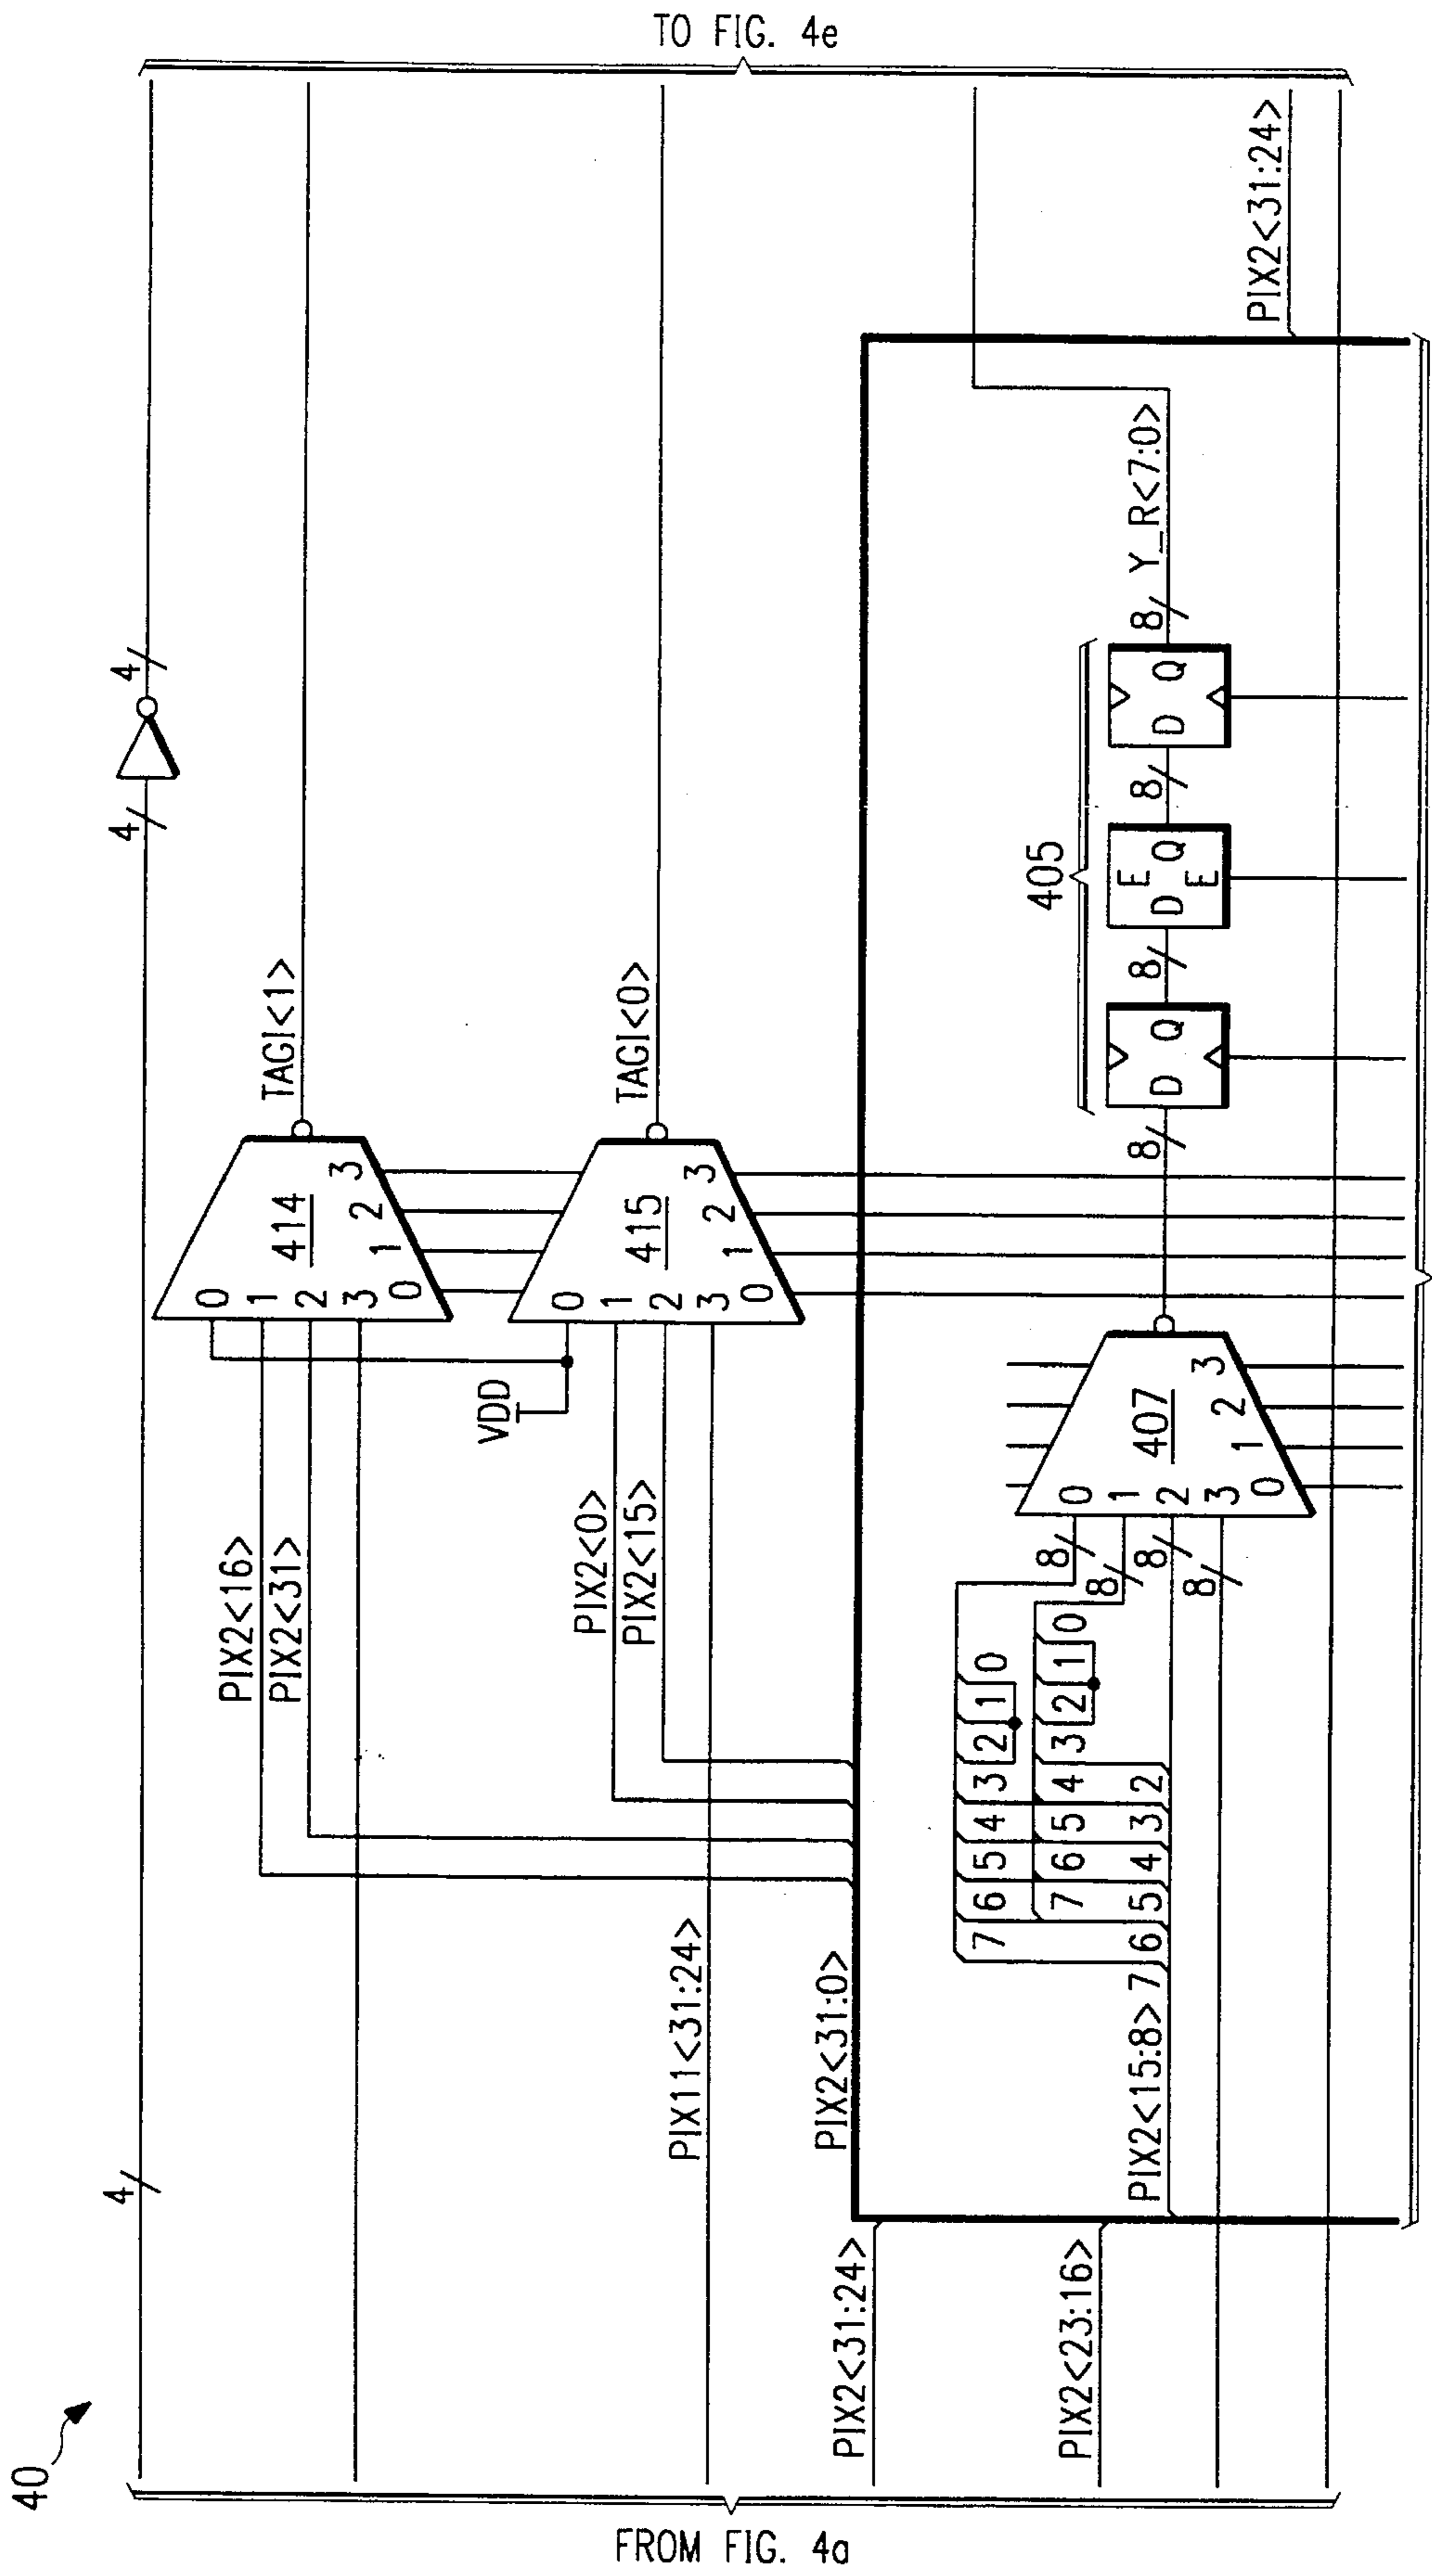 40
FROM FIG. 4a
TO FIG. 4e
4
4
4
PIX2<16>
PIX2<31>
0
1
2
3
414
0
1
2
3
TAGI<1>
VDD
PIX2<0>
PIX2<15>
PIX11<31:24>
0
1
2
3
415
0
1
2
3
TAGI<0>
PIX2<31:0>
PIX2<31:24>
PIX2<23:16>
PIX2<15:8>
7 6 5 4 3 2 1 0
7 6 5 4 3 2 1 0
7 6 5 4 3 2
8
8
8
8
0
1
2
3
407
0
1
2
3
8
D Q
8
D E Q
E
8
D Q
405
8
Y_R<7:0>
PIX2<31:24>